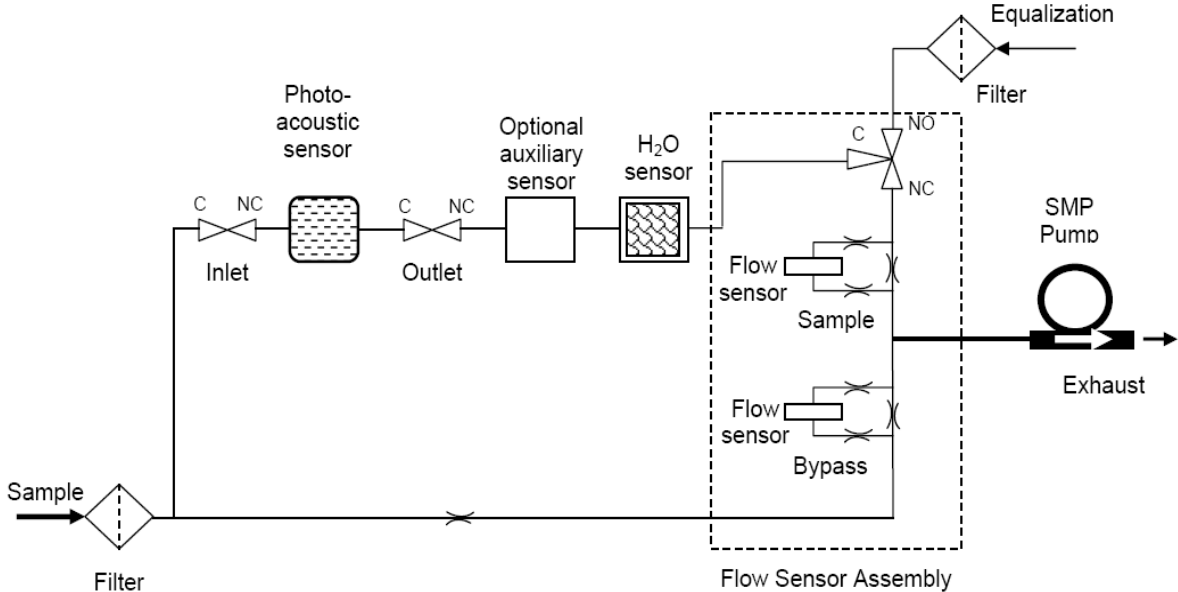 Equalization
Filter
Photo-
acoustic
sensor
Optional
auxiliary
sensor
H₂O
sensor
C
NO
NC
C
NC
Inlet
C
NC
Outlet
SMP
Pump
Exhaust
Flow
sensor
Sample
Flow
sensor
Bypass
Sample
Filter
Flow Sensor Assembly